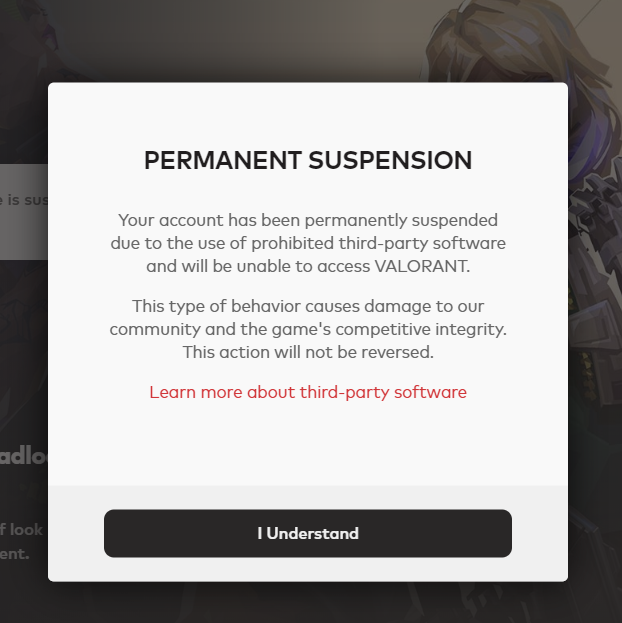 PERMANENT SUSPENSION
e is sus
Your account has been permanently suspended
due to the use of prohibited third-party software
and will be unable to access VALORANT.
This type of behavior causes damage to our
community and the game's competitive integrity.
This action will not be reversed.
Learn more about third-party software
adlo
f look
I Understand
ent.